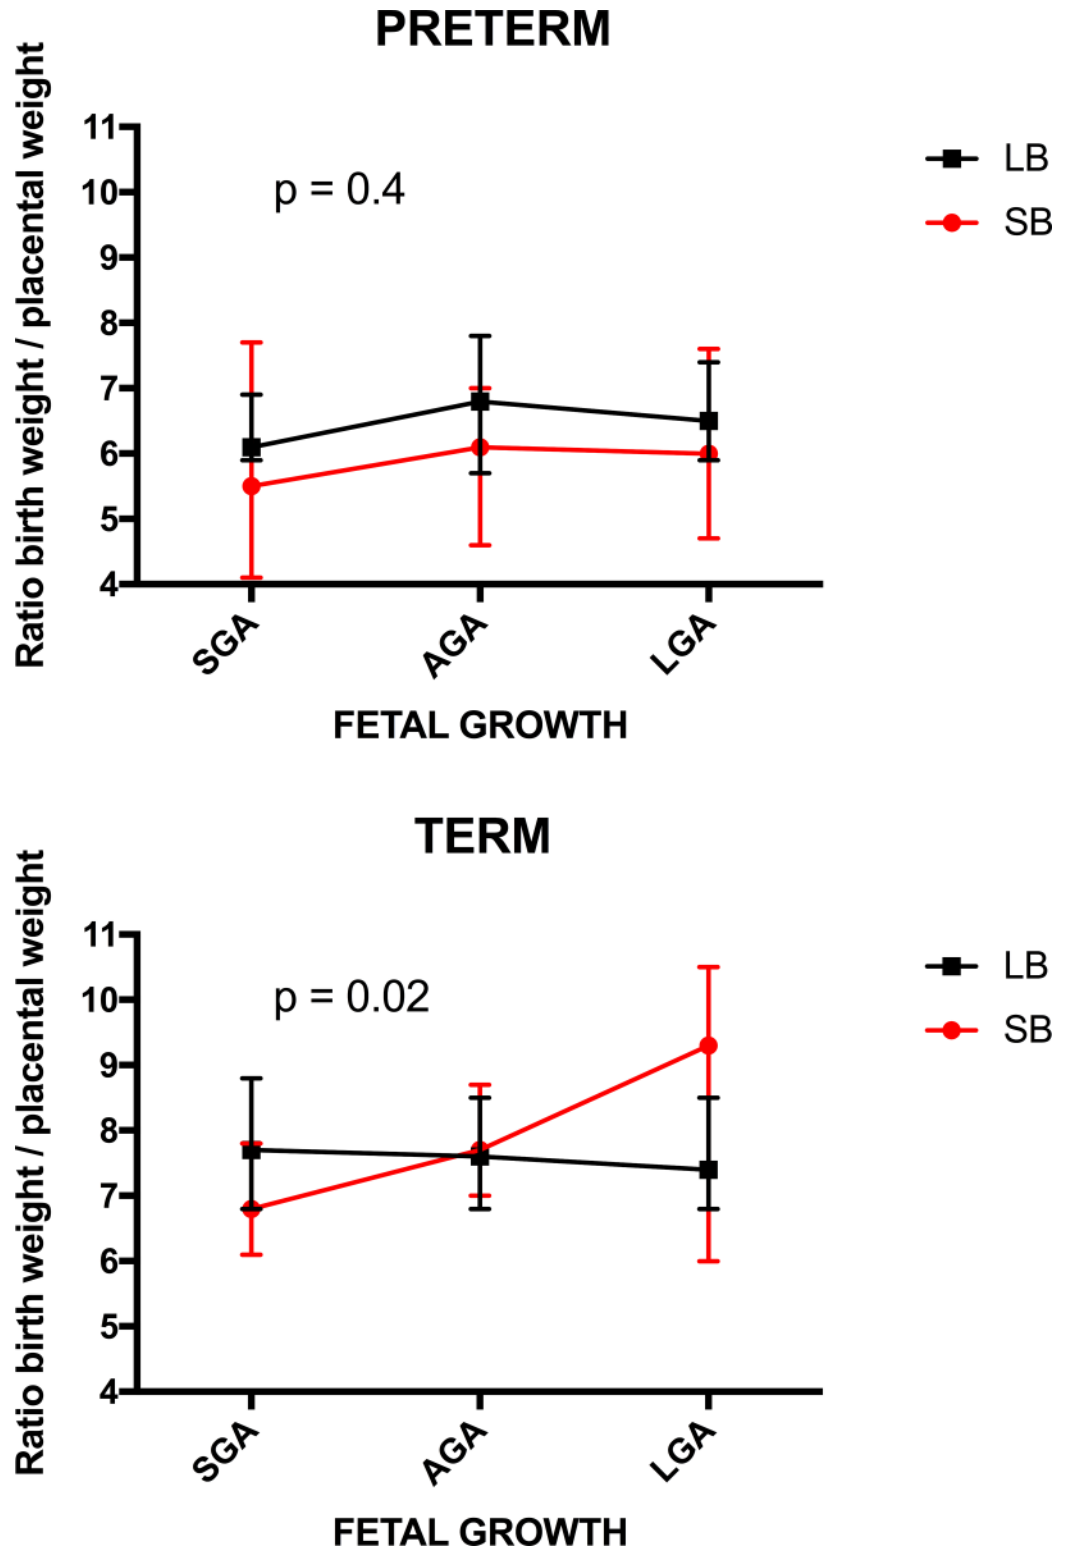 PRETERM
Ratio birth weight / placental weight
11
10
9
8
7
6
5
4
p = 0.4
LB
SB
SGA
AGA
LGA
FETAL GROWTH
TERM
Ratio birth weight / placental weight
11
10
9
8
7
6
5
4
p = 0.02
LB
SB
SGA
AGA
LGA
FETAL GROWTH